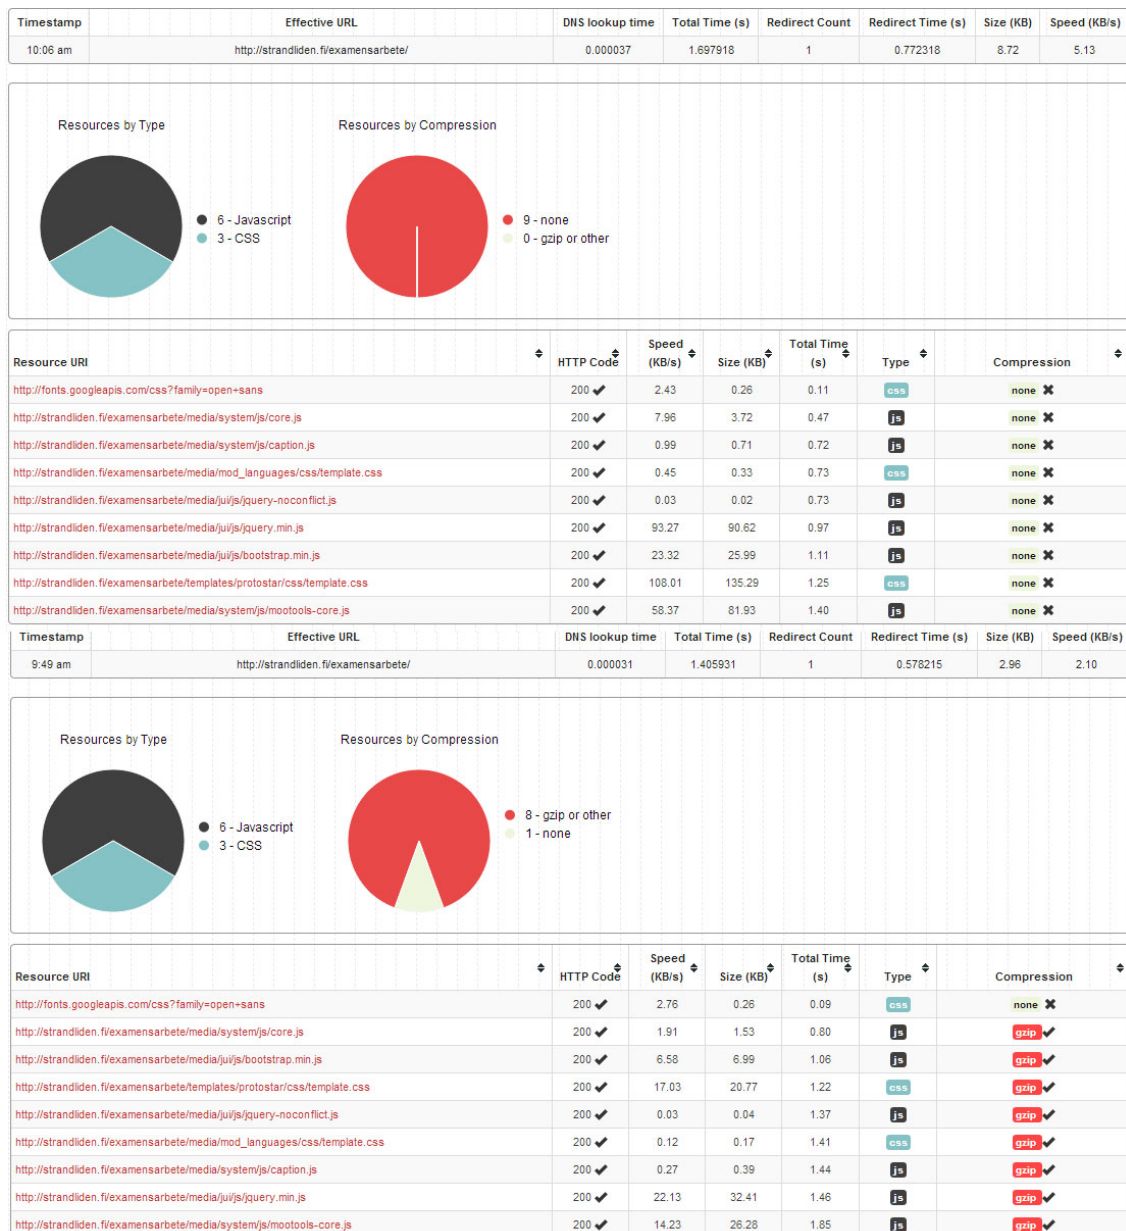 Timestamp Effective URL DNS lookup time Total Time (s) Redirect Count Redirect Time (s) Size (KB) Speed (KB/s)
10:06 am http://strandliden.fi/examensarbete/ 0.000037 1.697918 1 0.772318 8.72 5.13
Resources by Type Resources by Compression
6 - Javascript 9 - none
3 - CSS 0 - gzip or other
Resource URI HTTP Code Speed (KB/s) Size (KB) Total Time (s) Type Compression
http://fonts.googleapis.com/css?family=open+sans 200 2.43 0.26 0.11 css none
http://strandliden.fi/examensarbete/media/system/js/core.js 200 7.96 3.72 0.47 js none
http://strandliden.fi/examensarbete/media/system/js/caption.js 200 0.99 0.71 0.72 js none
http://strandliden.fi/examensarbete/media/mod_languages/css/template.css 200 0.45 0.33 0.73 css none
http://strandliden.fi/examensarbete/media/jui/js/jquery-noconflict.js 200 0.03 0.02 0.73 js none
http://strandliden.fi/examensarbete/media/jui/js/jquery.min.js 200 93.27 90.62 0.97 js none
http://strandliden.fi/examensarbete/media/jui/js/bootstrap.min.js 200 23.32 25.99 1.11 js none
http://strandliden.fi/examensarbete/templates/protostar/css/template.css 200 108.01 135.29 1.25 css none
http://strandliden.fi/examensarbete/media/system/js/mootools-core.js 200 58.37 81.93 1.40 js none
Timestamp Effective URL DNS lookup time Total Time (s) Redirect Count Redirect Time (s) Size (KB) Speed (KB/s)
9:49 am http://strandliden.fi/examensarbete/ 0.000031 1.405931 1 0.578215 2.96 2.10
Resources by Type Resources by Compression
6 - Javascript 8 - gzip or other
3 - CSS 1 - none
Resource URI HTTP Code Speed (KB/s) Size (KB) Total Time (s) Type Compression
http://fonts.googleapis.com/css?family=open+sans 200 2.76 0.26 0.09 css none
http://strandliden.fi/examensarbete/media/system/js/core.js 200 1.91 1.53 0.80 js gzip
http://strandliden.fi/examensarbete/media/jui/js/bootstrap.min.js 200 6.58 6.99 1.06 js gzip
http://strandliden.fi/examensarbete/templates/protostar/css/template.css 200 17.03 20.77 1.22 css gzip
http://strandliden.fi/examensarbete/media/jui/js/jquery-noconflict.js 200 0.03 0.04 1.37 js gzip
http://strandliden.fi/examensarbete/media/mod_languages/css/template.css 200 0.12 0.17 1.41 css gzip
http://strandliden.fi/examensarbete/media/system/js/caption.js 200 0.27 0.39 1.44 js gzip
http://strandliden.fi/examensarbete/media/jui/js/jquery.min.js 200 22.13 32.41 1.46 js gzip
http://strandliden.fi/examensarbete/media/system/js/mootools-core.js 200 14.23 26.28 1.85 js gzip